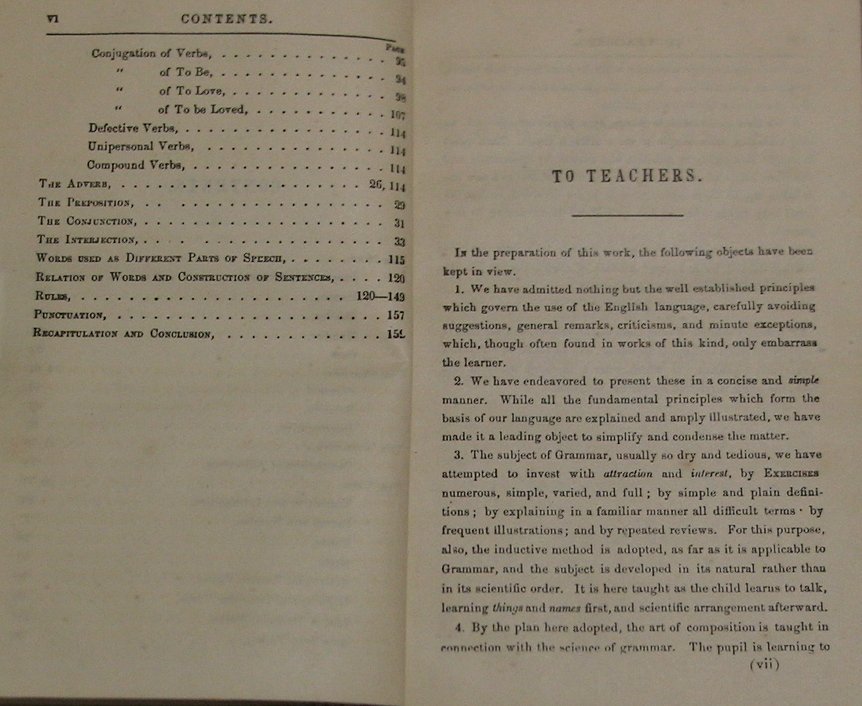 VI CONTENTS.
PAGE
Conjugation of Verbs, . . . . . . . . . . . . . . 95
“ of To Be, . . . . . . . . . . . . . . 94
“ of To Love, . . . . . . . . . . . . . 98
“ of To be Loved, . . . . . . . . . . . 107
Defective Verbs, . . . . . . . . . . . . . . . . 114
Unipersonal Verbs, . . . . . . . . . . . . . . . 114
Compound Verbs, . . . . . . . . . . . . . . . . 114
THE ADVERB, . . . . . . . . . . . . . . . . . . 26, 114
THE PREPOSITION, . . . . . . . . . . . . . . . . 29
THE CONJUNCTION, . . . . . . . . . . . . . . . . 31
THE INTERJECTION, . . . . . . . . . . . . . . . 33
WORDS USED AS DIFFERENT PARTS OF SPEECH, . . . . . . . . 115
RELATION OF WORDS AND CONSTRUCTION OF SENTENCES, . . . . 120
RULES, . . . . . . . . . . . . . . . . . . . 120—149
PUNCTUATION, . . . . . . . . . . . . . . . . . . 157
RECAPITULATION AND CONCLUSION, . . . . . . . . . . . .
TO TEACHERS.
IN the preparation of this work, the following objects have been
kept in view.
1. We have admitted nothing but the well established principles
which govern the use of the English language, carefully avoiding
suggestions, general remarks, criticisms, and minute exceptions,
which, though often found in works of this kind, only embarrass
the learner.
2. We have endeavored to present these in a concise and simple
manner. While all the fundamental principles which form the
basis of our language are explained and amply illustrated, we have
made it a leading object to simplify and condense the matter.
3. The subject of Grammar, usually so dry and tedious, we have
attempted to invest with attraction and interest, by EXERCISES
numerous, simple, varied, and full; by simple and plain defini-
tions; by explaining in a familiar manner all difficult terms · by
frequent illustrations; and by repeated reviews. For this purpose,
also, the inductive method is adopted, as far as it is applicable to
Grammar, and the subject is developed in its natural rather than
in its scientific order. It is here taught as the child learns to talk,
learning things and names first, and scientific arrangement afterward.
4. By the plan here adopted, the art of composition is taught in
connection with the science of grammar. The pupil is learning to
(vii)